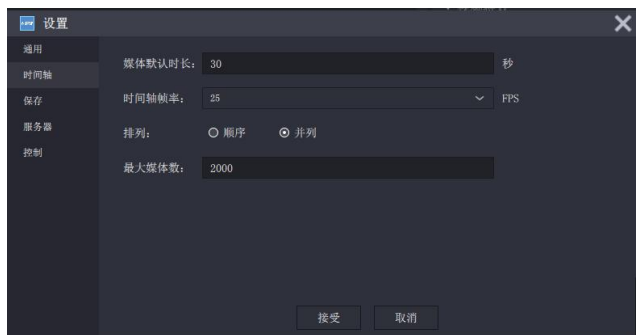 设置
通用
时间轴
保存
服务器
控制
媒体默认时长： 30 秒
时间轴帧率： 25 FPS
排列： 顺序 并列
最大媒体数： 2000
接受 取消